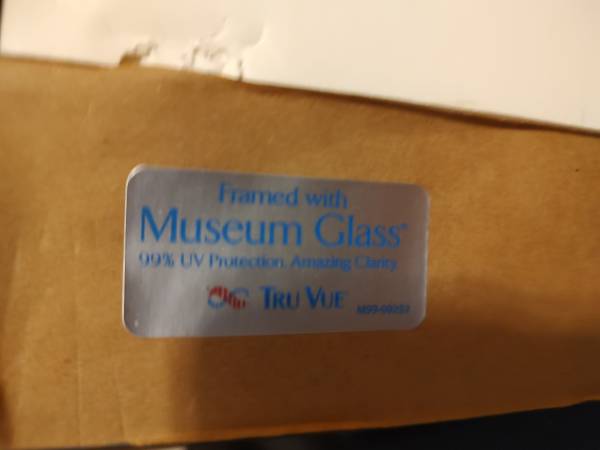 Framed with
Museum Glass®
99% UV Protection. Amazing Clarity.
TRU VUE